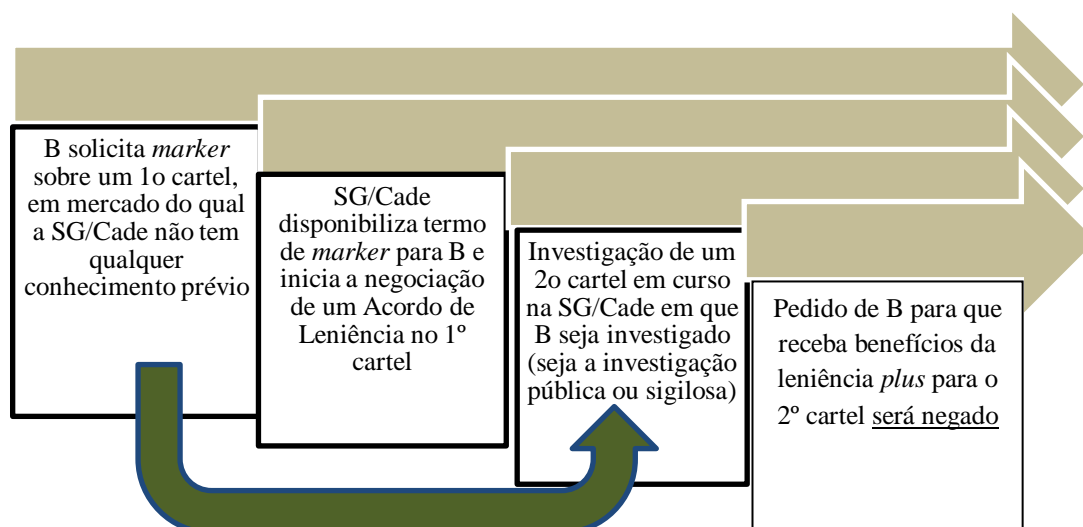 B solicita marker
sobre um 1o cartel,
em mercado do qual
a SG/Cade não tem
qualquer
conhecimento prévio
SG/Cade
disponibiliza termo
de marker para B e
inicia a negociação
de um Acordo de
Leniência no 1º
cartel
Investigação de um
2o cartel em curso
na SG/Cade em que
B seja investigado
(seja a investigação
pública ou sigilosa)
Pedido de B para que
receba benefícios da
leniência plus para o
2º cartel será negado